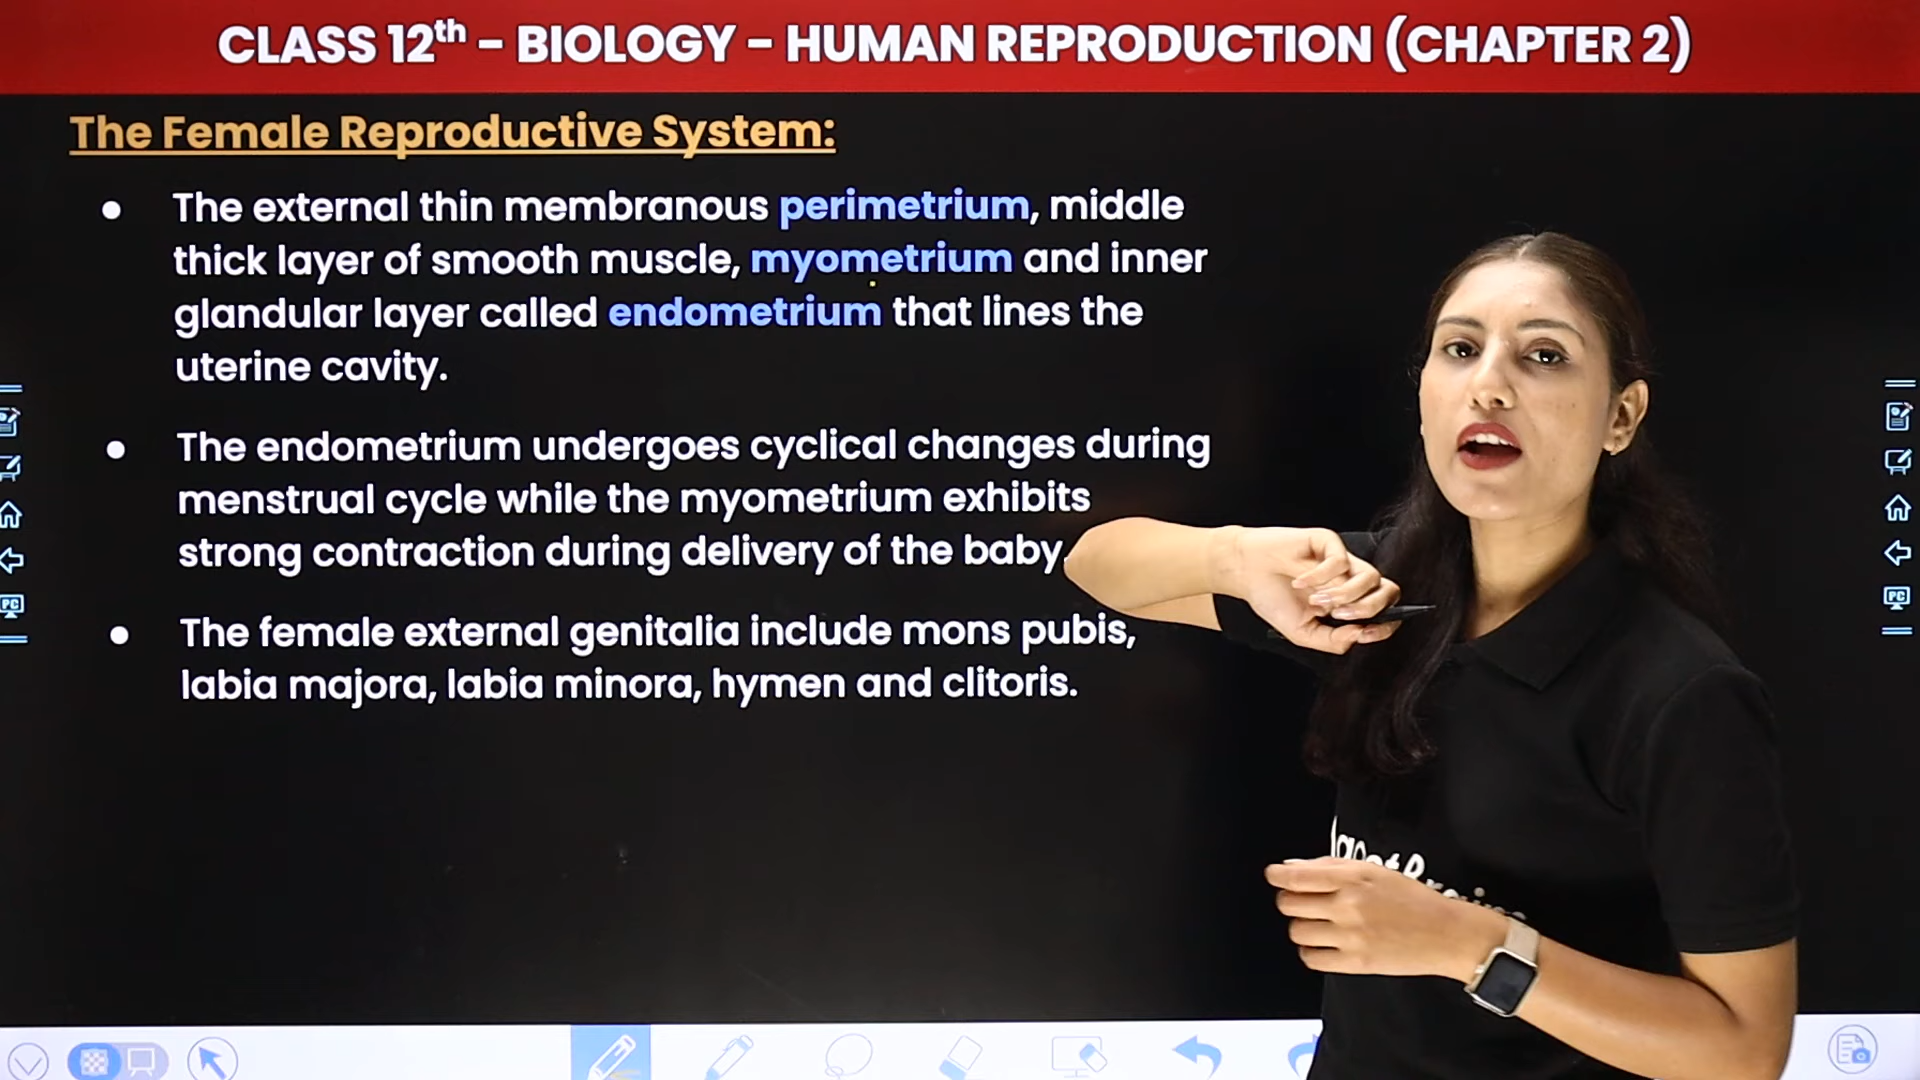 CLASS 12th – BIOLOGY – HUMAN REPRODUCTION (CHAPTER 2)
The Female Reproductive System:
● The external thin membranous perimetrium, middle
thick layer of smooth muscle, myometrium and inner
glandular layer called endometrium that lines the
uterine cavity.
● The endometrium undergoes cyclical changes during
menstrual cycle while the myometrium exhibits
strong contraction during delivery of the baby.
● The female external genitalia include mons pubis,
labia majora, labia minora, hymen and clitoris.
PC
PC